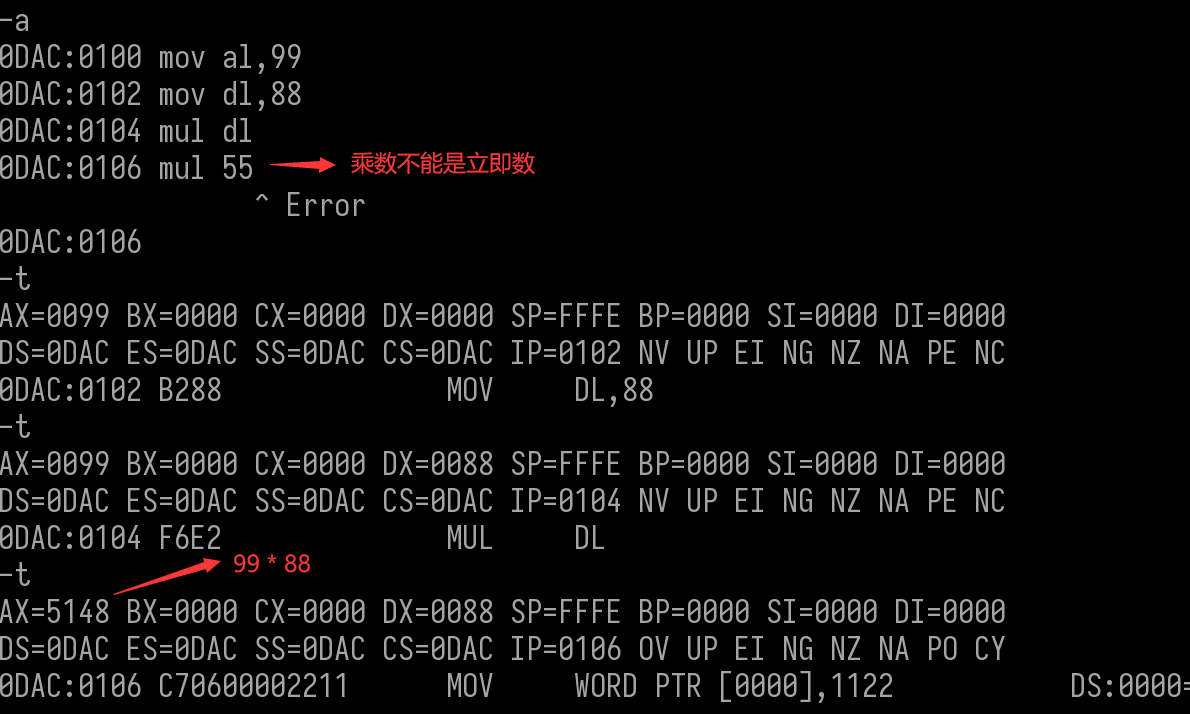 -a
0DAC:0100 mov al,99
0DAC:0102 mov dl,88
0DAC:0104 mul dl
0DAC:0106 mul 55 乘数不能是立即数
^ Error
0DAC:0106
-t
AX=0099 BX=0000 CX=0000 DX=0000 SP=FFFE BP=0000 SI=0000 DI=0000
DS=0DAC ES=0DAC SS=0DAC CS=0DAC IP=0102 NV UP EI NG NZ NA PE NC
0DAC:0102 B288 MOV DL,88
-t
AX=0099 BX=0000 CX=0000 DX=0088 SP=FFFE BP=0000 SI=0000 DI=0000
DS=0DAC ES=0DAC SS=0DAC CS=0DAC IP=0104 NV UP EI NG NZ NA PE NC
0DAC:0104 F6E2 MUL DL
99 * 88
-t
AX=5148 BX=0000 CX=0000 DX=0088 SP=FFFE BP=0000 SI=0000 DI=0000
DS=0DAC ES=0DAC SS=0DAC CS=0DAC IP=0106 OV UP EI NG NZ NA PO CY
0DAC:0106 C70600002211 MOV WORD PTR [0000],1122 DS:0000=